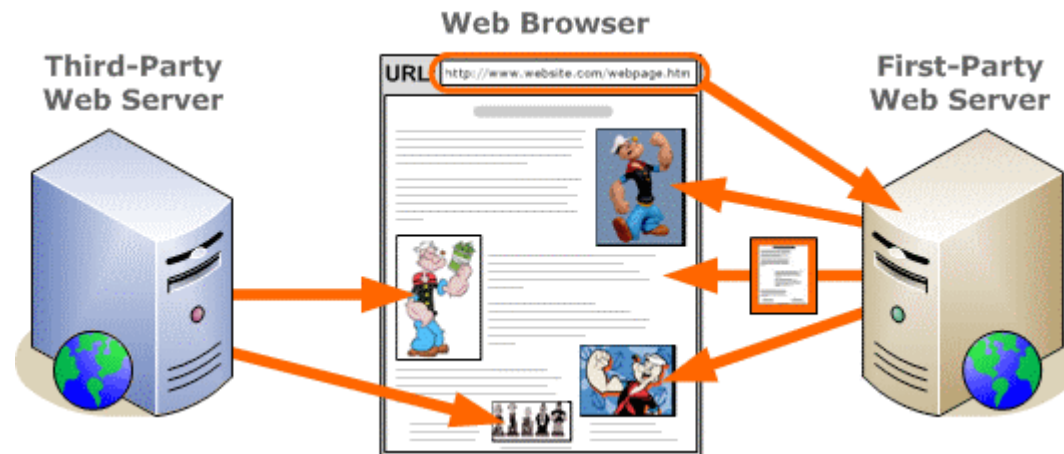 Web Browser
Third-Party
Web Server
URL
http://www.website.com/webpage.htm
First-Party
Web Server